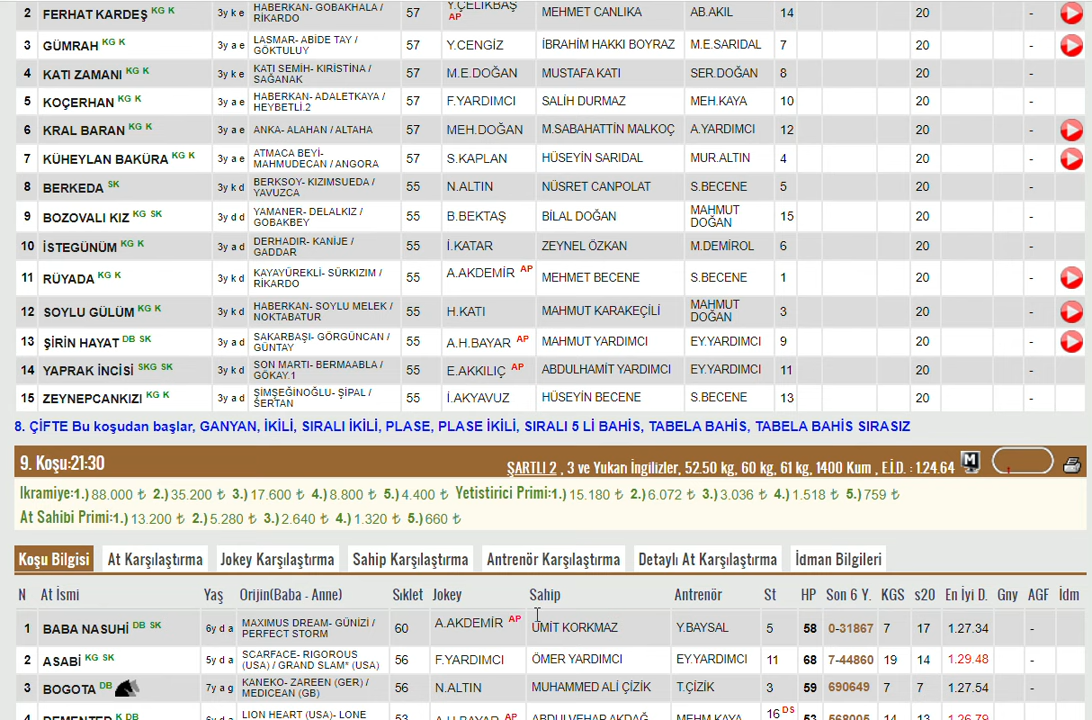 2 FERHAT KARDEŞ KG K 3y k e HABERKAN- GOBAKHALA / RİKARDO 57 Y.ÇELİKBAŞ AP MEHMET CANLIKA AB.AKIL 14 20 -
3 GÜMRAH KG K 3y a e LASMAR- ABİDE TAY / GÖKTULUY 57 Y.CENGİZ İBRAHİM HAKKI BOYRAZ M.E.SARIDAL 7 20 -
4 KATI ZAMANI KG K 3y k e KATI SEMİH- KIRISTİNA / SAĞANAK 57 M.E.DOĞAN MUSTAFA KATI SER.DOĞAN 8 20 -
5 KOÇERHAN KG K 3y a e HABERKAN- ADALETKAYA / HEYBETLİ.2 57 F.YARDIMCI SALİH DURMAZ MEH.KAYA 10 20 -
6 KRAL BARAN KG K 3y a e ANKA- ALAHAN / ALTAHA 57 MEH.DOĞAN M.SABAHATTİN MALKOÇ A.YARDIMCI 12 20 -
7 KÜHEYLAN BAKÜRA KG K 3y a e ATMACA BEYİ- MAHMUDECAN / ANGORA 57 S.KAPLAN HÜSEYİN SARIDAL MUR.ALTIN 4 20 -
8 BERKEDA SK 3y k d BERKSOY- KIZIMSUEDA / YAVUZCA 55 N.ALTIN NÜSRET CANPOLAT S.BECENE 5 20 -
9 BOZOVALI KIZ KG SK 3y d d YAMANER- DELALKIZ / GOBAKBEY 55 B.BEKTAŞ BİLAL DOĞAN MAHMUT DOĞAN 15 20 -
10 İSTEGÜNÜM KG K 3y a d DERHADIR- KANİJE / GADDAR 55 İ.KATAR ZEYNEL ÖZKAN M.DEMİROL 6 20 -
11 RÜYADA KG K 3y k d KAYAYÜREKLİ- SÜRKIZIM / RİKARDO 55 A.AKDEMİR AP MEHMET BECENE S.BECENE 1 20 -
12 SOYLU GÜLÜM KG K 3y k d HABERKAN- SOYLU MELEK / NOKTABATUR 55 H.KATI MAHMUT KARAKEÇİLİ MAHMUT DOĞAN 3 20 -
13 ŞİRİN HAYAT DB SK 3y a d SAKARBAŞI- GÖRGÜNCAN / GÜNTAY 55 A.H.BAYAR AP MAHMUT YARDIMCI EY.YARDIMCI 9 20 -
14 YAPRAK İNCİSİ SKG SK 3y k d SON MARTI- BERMAABLA / GÖKAY.1 55 E.AKKILIÇ AP ABDULHAMİT YARDIMCI EY.YARDIMCI 11 20 -
15 ZEYNEPCANKIZI KG K 3y a d ŞİMŞEĞİNOĞLU- ŞİPAL / SERTAN 55 İ.AKYAVUZ HÜSEYİN BECENE S.BECENE 13 20 -
8. ÇİFTE Bu koşudan başlar, GANYAN, İKİLİ, SIRALI İKİLİ, PLASE, PLASE İKİLİ, SIRALI 5 Lİ BAHİS, TABELA BAHİS, TABELA BAHİS SIRASIZ
9. Koşu:21:30 ŞARTLI 2 , 3 ve Yukarı İngilizler, 52.50 kg, 60 kg, 61 kg, 1400 Kum , E.İ.D. : 1.24.64 M
Ikramiye:1.) 88.000 ₺ 2.) 35.200 ₺ 3.) 17.600 ₺ 4.) 8.800 ₺ 5.) 4.400 ₺ Yetistirici Primi:1.) 15.180 ₺ 2.) 6.072 ₺ 3.) 3.036 ₺ 4.) 1.518 ₺ 5.) 759 ₺
At Sahibi Primi:1.) 13.200 ₺ 2.) 5.280 ₺ 3.) 2.640 ₺ 4.) 1.320 ₺ 5.) 660 ₺
Koşu Bilgisi At Karşılaştırma Jokey Karşılaştırma Sahip Karşılaştırma Antrenör Karşılaştırma Detaylı At Karşılaştırma İdman Bilgileri
N At İsmi Yaş Orijin(Baba - Anne) Sıklet Jokey Sahip Antrenör St HP Son 6 Y. KGS s20 En İyi D. Gny AGF İdm
1 BABA NASUHİ DB SK 6y d a MAXIMUS DREAM- GÜNİZİ / PERFECT STORM 60 A.AKDEMİR AP ÜMİT KORKMAZ Y.BAYSAL 5 58 0-31867 7 17 1.27.34 -
2 ASABİ KG SK 5y d a SCARFACE- RIGOROUS (USA) / GRAND SLAM* (USA) 56 F.YARDIMCI ÖMER YARDIMCI EY.YARDIMCI 11 68 7-44860 19 14 1.29.48 -
3 BOGOTA DB 7y a g KANEKO- ZAREEN (GER) / MEDICEAN (GB) 56 N.ALTIN MUHAMMED ALİ ÇİZİK T.ÇİZİK 3 59 690649 7 7 1.27.54 -
LION HEART (USA)- LONE 16 DS